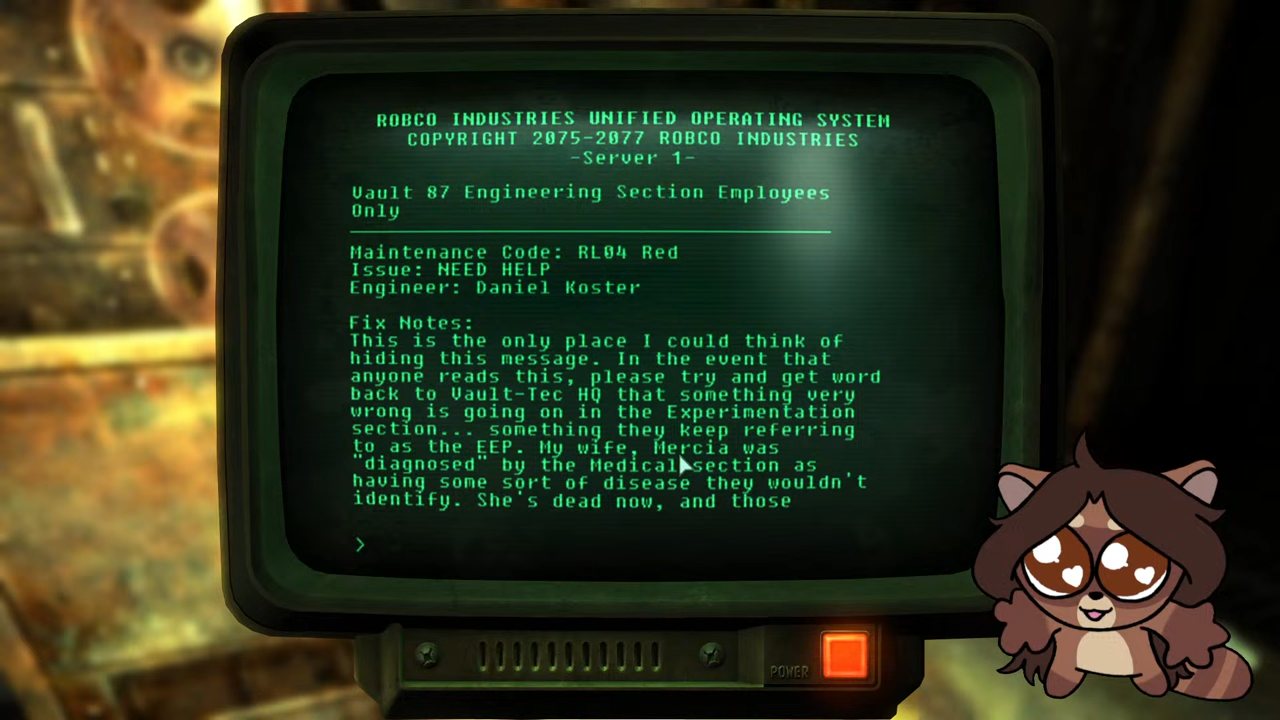 ROBCO INDUSTRIES UNIFIED OPERATING SYSTEM
COPYRIGHT 2075-2077 ROBCO INDUSTRIES
-Server 1-
Vault 87 Engineering Section Employees
Only
Maintenance Code: RL04 Red
Issue: NEED HELP
Engineer: Daniel Koster
Fix Notes:
This is the only place I could think of
hiding this message. In the event that
anyone reads this, please try and get word
back to Vault-Tec HQ that something very
wrong is going on in the Experimentation
section... something they keep referring
to as the EEP. My wife, Mercia was
"diagnosed" by the Medical section as
having some sort of disease they wouldn't
identify. She's dead now, and those
>
POWER